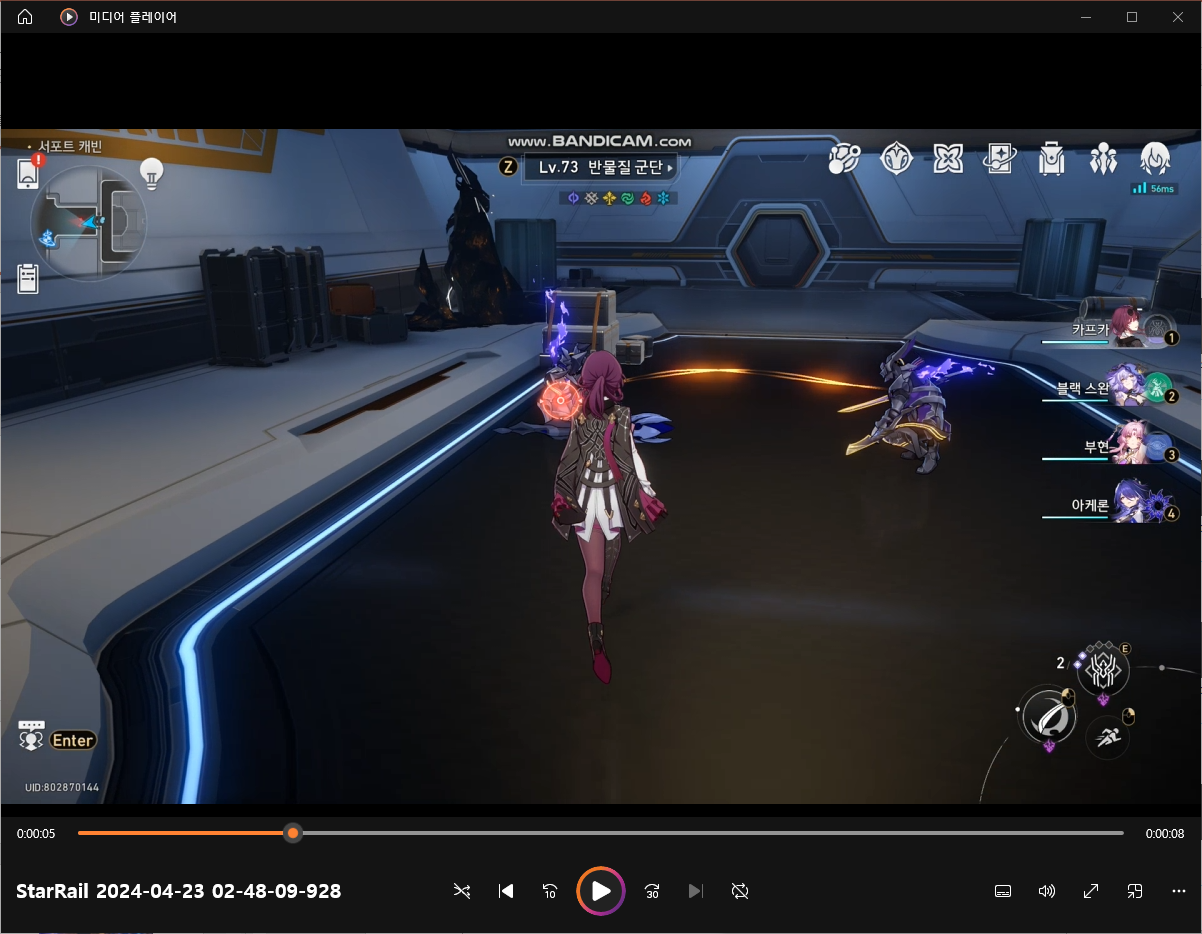 미디어 플레이어
서포트 캐빈
WWW.BANDICAM.COM
Z Lv.73 반물질 군단
56ms
카프카 1
블랙 스완 2
부현 3
아케론 4
E
2
Enter
UID:802870144
0:00:05
0:00:08
StarRail 2024-04-23 02-48-09-928
10
30